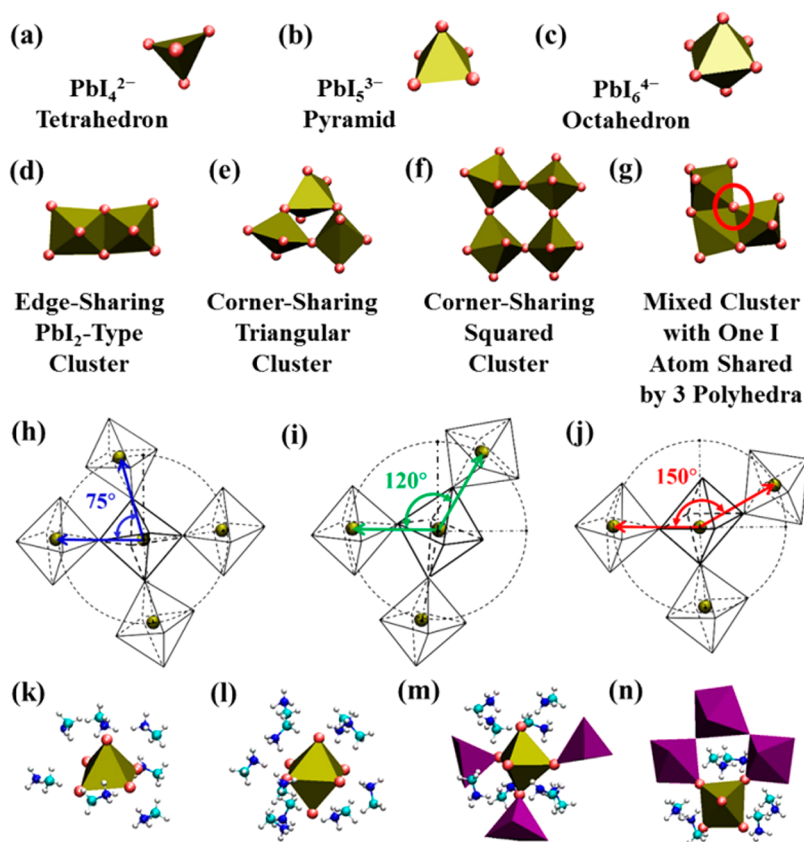 (a)
(b)
(c)
PbI₄²⁻
Tetrahedron
PbI₅³⁻
Pyramid
PbI₆⁴⁻
Octahedron
(d)
(e)
(f)
(g)
Edge-Sharing
PbI₂-Type
Cluster
Corner-Sharing
Triangular
Cluster
Corner-Sharing
Squared
Cluster
Mixed Cluster
with One I
Atom Shared
by 3 Polyhedra
(h)
(i)
(j)
75°
120°
150°
(k)
(l)
(m)
(n)